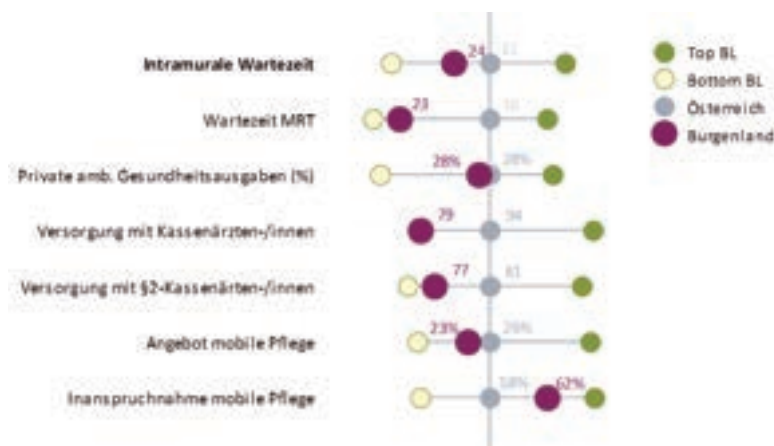 Intramurale Wartezeit
24
Top BL
Bottom BL
Österreich
Burgenland
Wartezeit MRT
23
Private amb. Gesundheitsausgaben (%)
28% 28%
Versorgung mit Kassenärzten-/innen
79 94
Versorgung mit §2-Kassenärten-/innen
77
Angebot mobile Pflege
23%
Inanspruchnahme mobile Pflege
62%